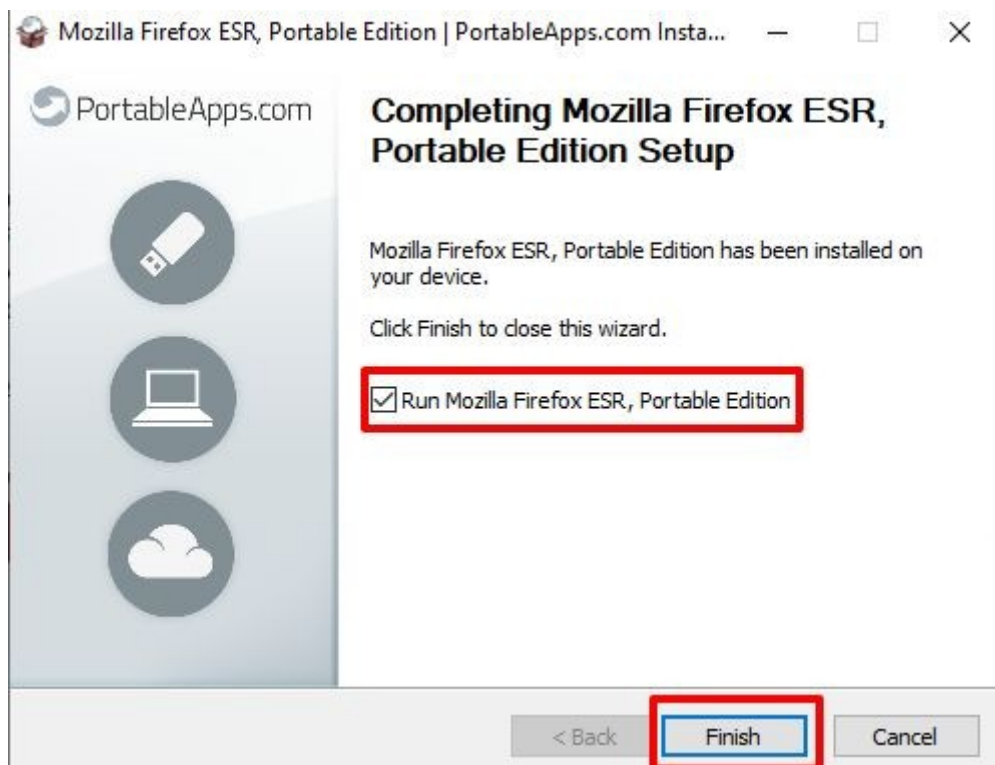 Mozilla Firefox ESR, Portable Edition | PortableApps.com Insta...
PortableApps.com
Completing Mozilla Firefox ESR,
Portable Edition Setup
Mozilla Firefox ESR, Portable Edition has been installed on
your device.
Click Finish to close this wizard.
Run Mozilla Firefox ESR, Portable Edition
< Back Finish Cancel